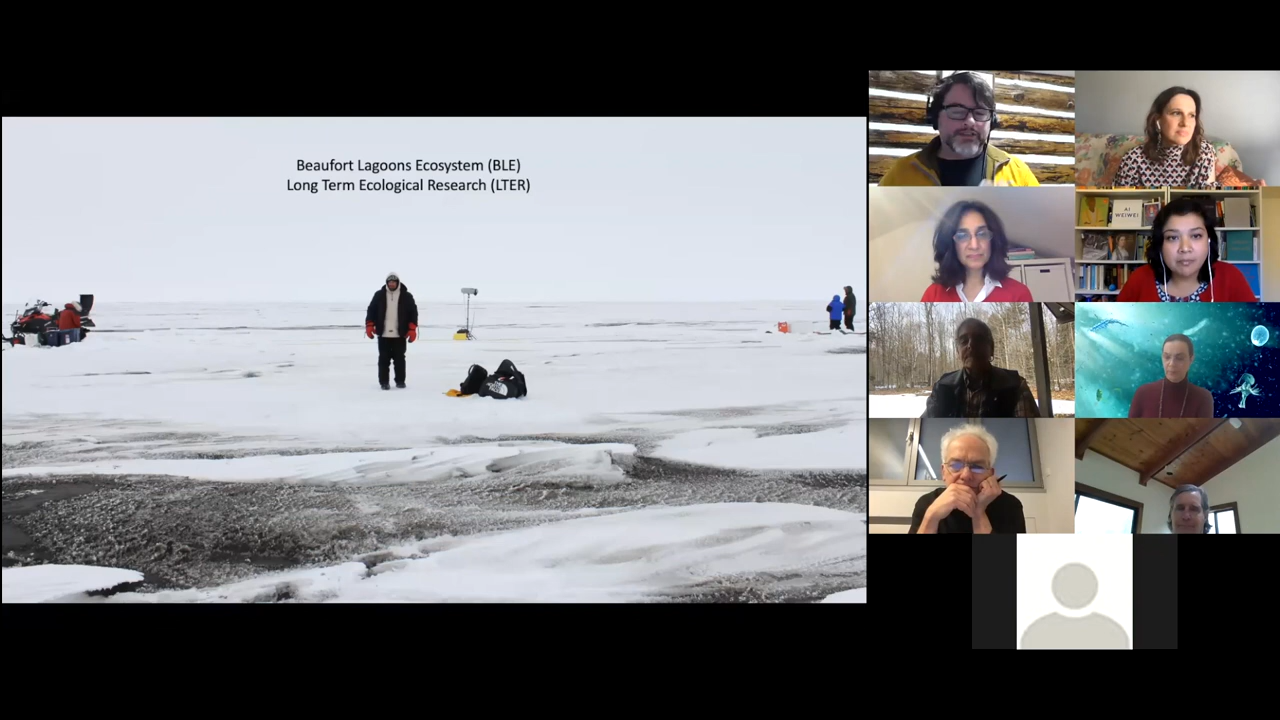 Beaufort Lagoons Ecosystem (BLE)
Long Term Ecological Research (LTER)
AI
WEIWEI